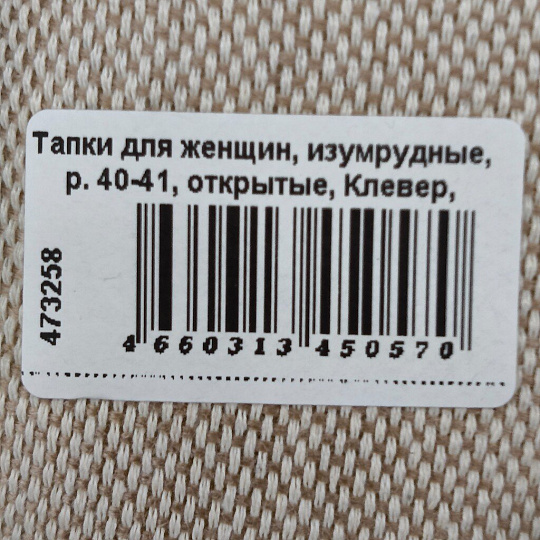 Тапки для женщин, изумрудные,
р. 40-41, открытые, Клевер,
473258
4 660313 450570